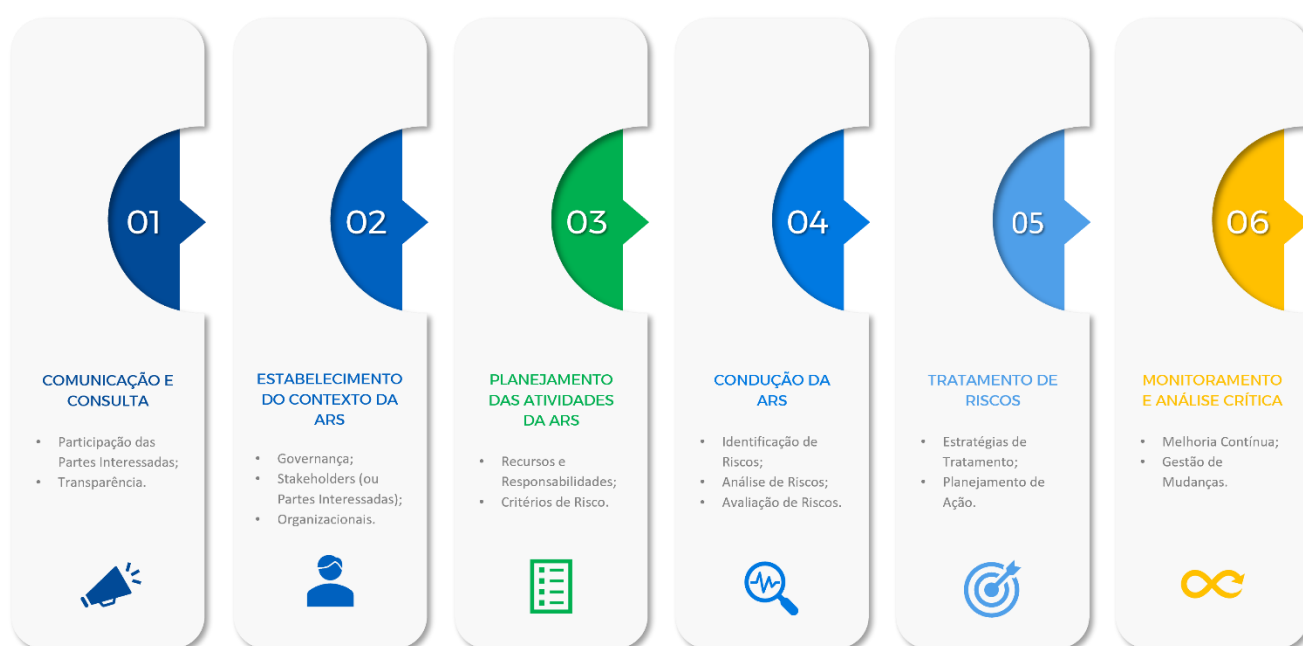 01
COMUNICAÇÃO E
CONSULTA
• Participação das
Partes Interessadas;
• Transparência.
02
ESTABELECIMENTO
DO CONTEXTO DA
ARS
• Governança;
• Stakeholders (ou
Partes Interessadas);
• Organizacionais.
03
PLANEJAMENTO
DAS ATIVIDADES
DA ARS
• Recursos e
Responsabilidades;
• Critérios de Risco.
04
CONDUÇÃO DA
ARS
• Identificação de
Riscos;
• Análise de Riscos;
• Avaliação de Riscos.
05
TRATAMENTO DE
RISCOS
• Estratégias de
Tratamento;
• Planejamento de
Ação.
06
MONITORAMENTO
E ANÁLISE CRÍTICA
• Melhoria Contínua;
• Gestão de
Mudanças.